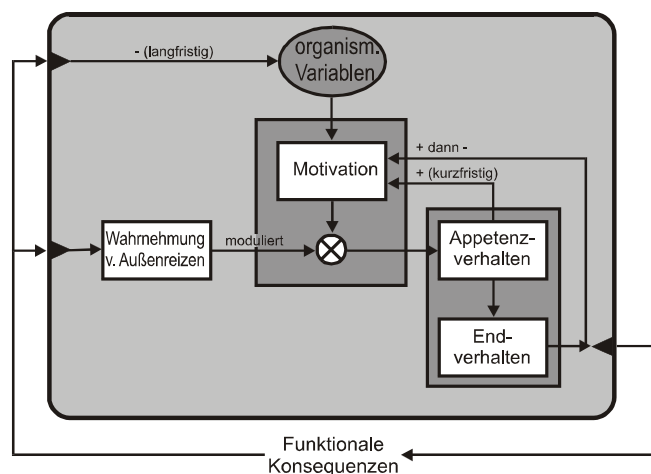 - (langfristig)
organism.
Variablen
Motivation
+ dann -
+ (kurzfristig)
Wahrnehmung
v. Außenreizen
moduliert
Appetenz-
verhalten
End-
verhalten
Funktionale
Konsequenzen